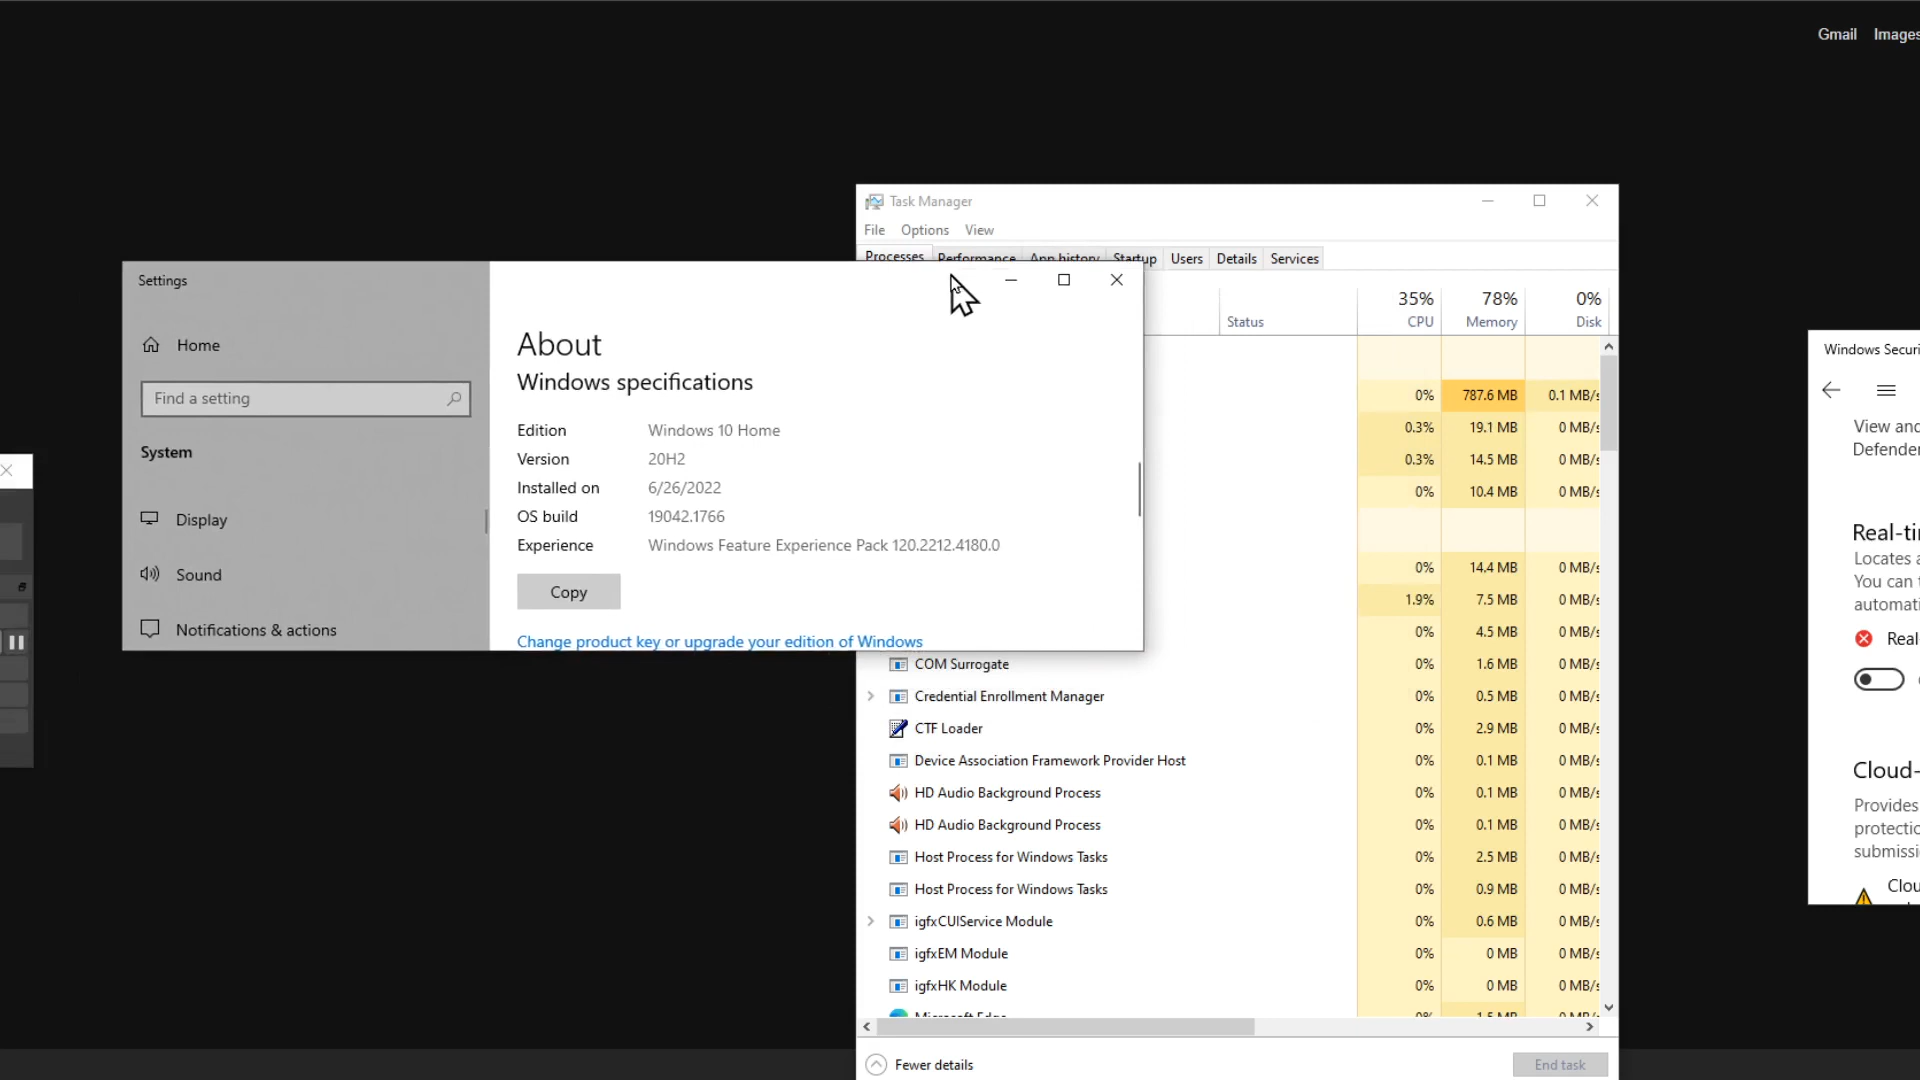 Gmail Images
Task Manager
File Options View
Processes Performance App history Startup Users Details Services
Settings
Home
Find a setting
System
Display
Sound
Notifications & actions
About
Windows specifications
Edition Windows 10 Home
Version 20H2
Installed on 6/26/2022
OS build 19042.1766
Experience Windows Feature Experience Pack 120.2212.4180.0
Copy
Change product key or upgrade your edition of Windows
35% 78% 0%
Status CPU Memory Disk
0% 787.6 MB 0.1 MB/s
0.3% 19.1 MB 0 MB/s
0.3% 14.5 MB 0 MB/s
0% 10.4 MB 0 MB/s
0% 14.4 MB 0 MB/s
1.9% 7.5 MB 0 MB/s
0% 4.5 MB 0 MB/s
COM Surrogate 0% 1.6 MB 0 MB/s
Credential Enrollment Manager 0% 0.5 MB 0 MB/s
CTF Loader 0% 2.9 MB 0 MB/s
Device Association Framework Provider Host 0% 0.1 MB 0 MB/s
HD Audio Background Process 0% 0.1 MB 0 MB/s
HD Audio Background Process 0% 0.1 MB 0 MB/s
Host Process for Windows Tasks 0% 2.5 MB 0 MB/s
Host Process for Windows Tasks 0% 0.9 MB 0 MB/s
igfxCUIService Module 0% 0.6 MB 0 MB/s
igfxEM Module 0% 0 MB 0 MB/s
igfxHK Module 0% 0 MB 0 MB/s
Microsoft Edge 0% 1.5 MB 0 MB/s
Fewer details
End task
Windows Securi
View and
Defender
Real-ti
Locates a
You can t
automati
Real-
Cloud-
Provides
protectio
submissi
Clou